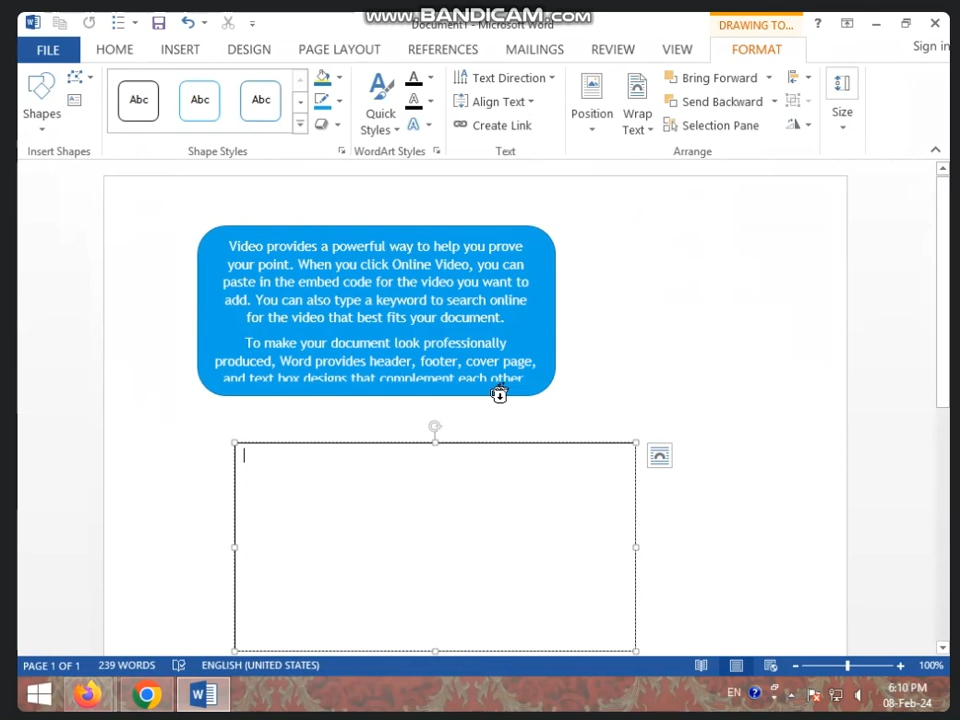 www.BANDICAM.com
Document1 - Microsoft Word
DRAWING TO...
?
FILE
HOME
INSERT
DESIGN
PAGE LAYOUT
REFERENCES
MAILINGS
REVIEW
VIEW
FORMAT
Sign in
Shapes
Abc
Abc
Abc
Quick
Styles
Text Direction
Align Text
Create Link
Position
Wrap
Text
Bring Forward
Send Backward
Selection Pane
Size
Insert Shapes
Shape Styles
WordArt Styles
Text
Arrange
Video provides a powerful way to help you prove
your point. When you click Online Video, you can
paste in the embed code for the video you want to
add. You can also type a keyword to search online
for the video that best fits your document.
To make your document look professionally
produced, Word provides header, footer, cover page,
and text box designs that complement each other
PAGE 1 OF 1
239 WORDS
ENGLISH (UNITED STATES)
100%
EN
6:10 PM
08-Feb-24